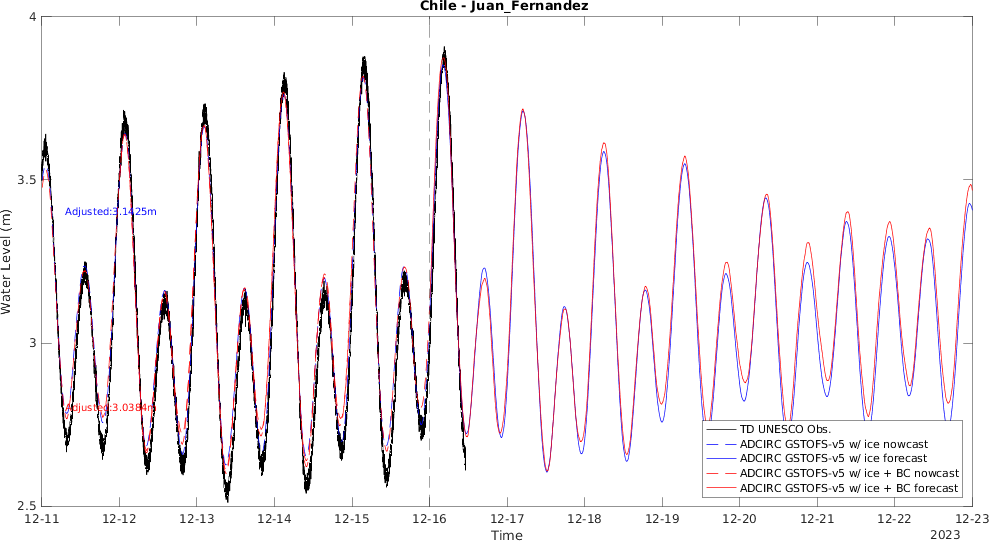 Chile - Juan_Fernandez
Water Level (m)
4
3.5
3
2.5
Adjusted:3.1425m
Adjusted:3.0384m
TD UNESCO Obs.
ADCIRC GSTOFS-v5 w/ ice nowcast
ADCIRC GSTOFS-v5 w/ ice forecast
ADCIRC GSTOFS-v5 w/ ice + BC nowcast
ADCIRC GSTOFS-v5 w/ ice + BC forecast
12-11 12-12 12-13 12-14 12-15 12-16 12-17 12-18 12-19 12-20 12-21 12-22 12-23
Time
2023